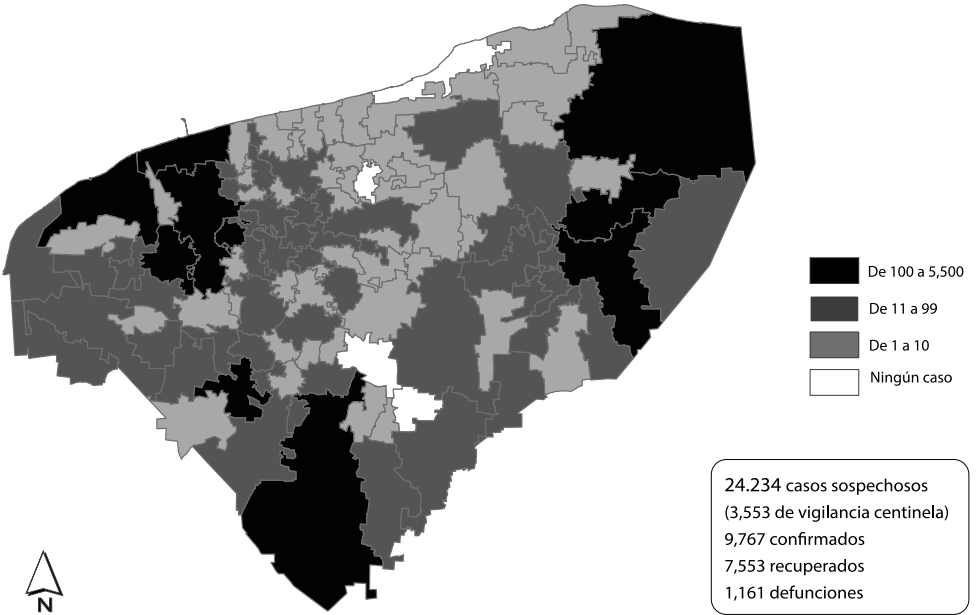 De 100 a 5,500
De 11 a 99
De 1 a 10
Ningún caso
24.234 casos sospechosos
(3,553 de vigilancia centinela)
9,767 confirmados
7,553 recuperados
1,161 defunciones
N